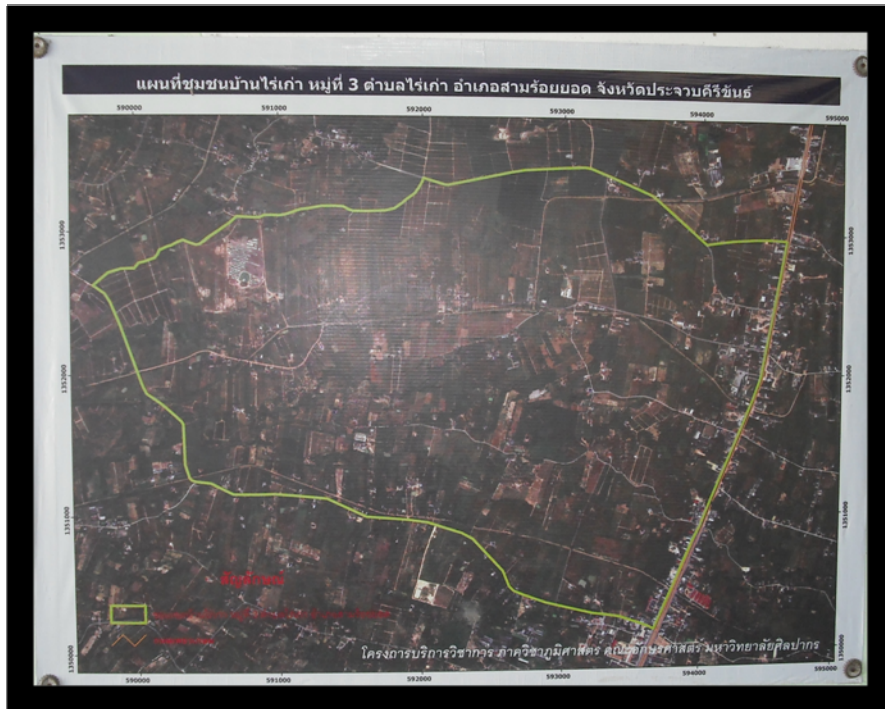 แผนที่ชุมชนบ้านไร่เก่า หมู่ที่ 3 ตำบลไร่เก่า อำเภอสามร้อยยอด จังหวัดประจวบคีรีขันธ์
590000 591000 592000 593000 594000 595000
1353000 1353000
1352000 1352000
1351000 1351000
สัญลักษณ์
โครงการบริการวิชาการ ภาควิชาภูมิศาสตร์ คณะอักษรศาสตร์ มหาวิทยาลัยศิลปากร
1350000 1350000
590000 591000 592000 593000 594000 595000